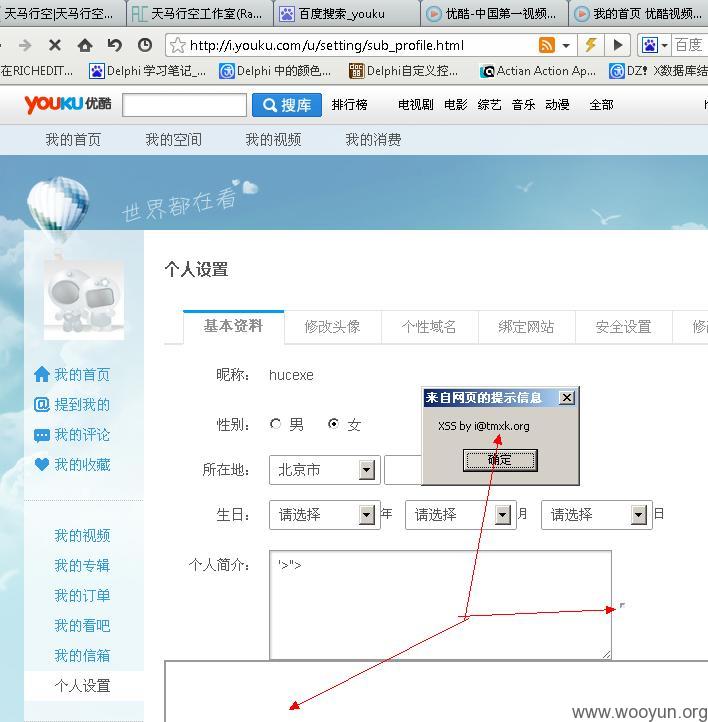 天马行空|天马行空... 天马行空工作室(Ra... 百度搜索_youku 优酷-中国第一视频... 我的首页 优酷视频...
http://i.youku.com/u/setting/sub_profile.html 百度
在RICHEDIT... Delphi 学习笔记_... Delphi 中的颜色... Delphi自定义控... Actian Action Ap... DZ! X数据库结
YOUKU 优酷 搜库 排行榜 电视剧 电影 综艺 音乐 动漫 全部
我的首页 我的空间 我的视频 我的消费
世界都在看
个人设置
基本资料 修改头像 个性域名 绑定网站 安全设置
昵称: hucexe
我的首页
提到我的
我的评论
我的收藏
性别: 男 女
来自网页的提示信息
XSS by i@tmxk.org
确定
所在地: 北京市
生日: 请选择 年 请选择 月 请选择 日
个人简介: '>">
我的视频
我的专辑
我的订单
我的看吧
我的信箱
个人设置
www.wooyun.org